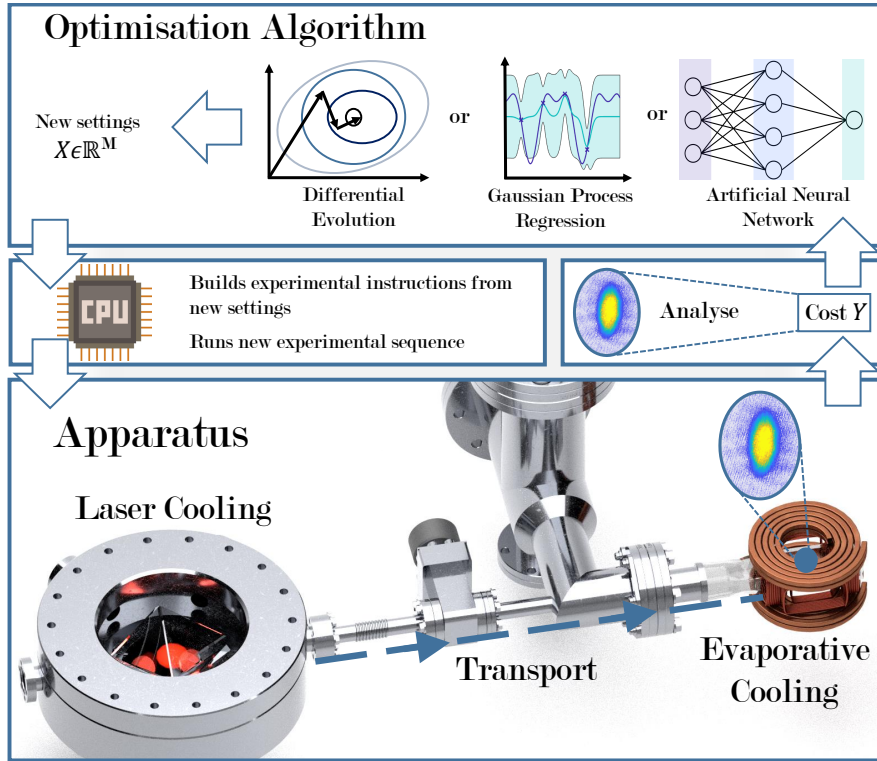 Optimisation Algorithm
New settings
Xϵℝᴹ
or
or
Differential
Evolution
Gaussian Process
Regression
Artificial Neural
Network
CPU
Builds experimental instructions from
new settings
Runs new experimental sequence
Analyse
Cost Y
Apparatus
Laser Cooling
Transport
Evaporative
Cooling